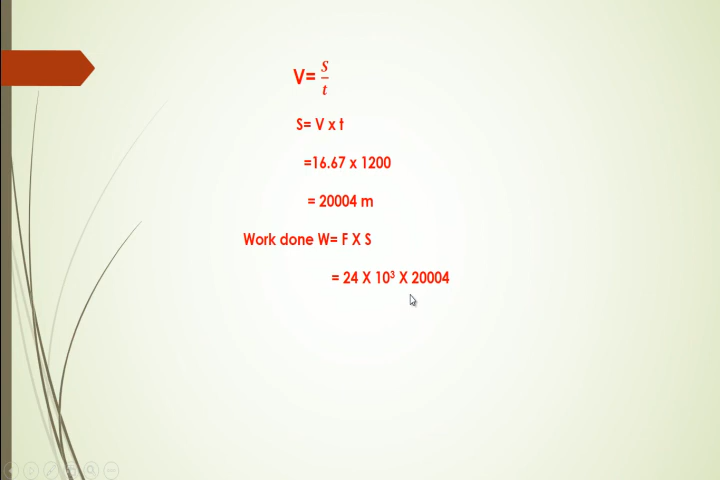 V= S/t
S= V x t
=16.67 x 1200
= 20004 m
Work done W= F X S
= 24 X 10³ X 20004